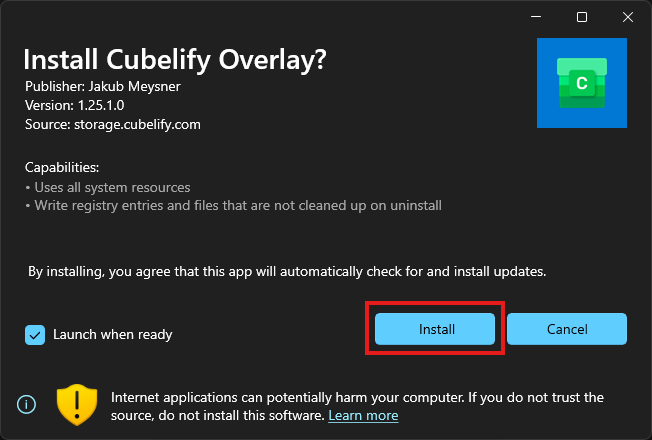 Install Cubelify Overlay?
Publisher: Jakub Meysner
Version: 1.25.1.0
Source: storage.cubelify.com
C
Capabilities:
• Uses all system resources
• Write registry entries and files that are not cleaned up on uninstall
By installing, you agree that this app will automatically check for and install updates.
Launch when ready
Install
Cancel
Internet applications can potentially harm your computer. If you do not trust the
source, do not install this software. Learn more